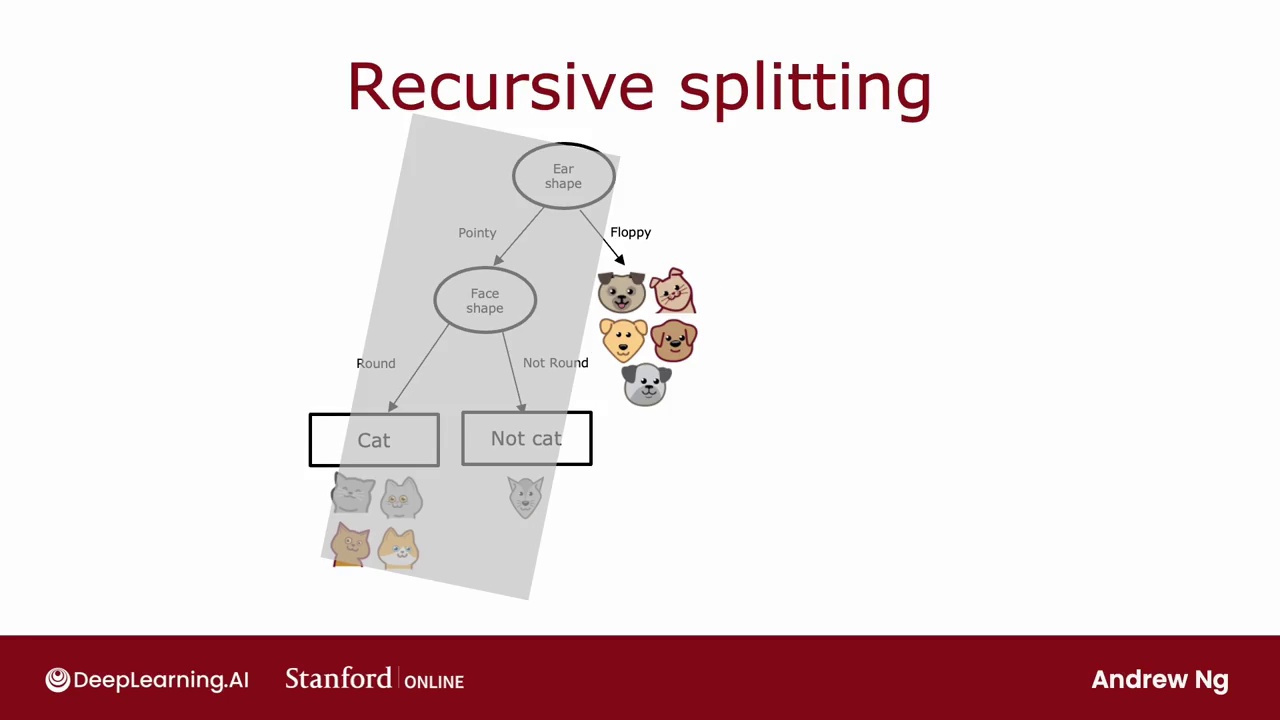 Recursive splitting
Ear
shape
Pointy
Floppy
Face
shape
Round
Not Round
Cat
Not cat
DeepLearning.AI
Stanford ONLINE
Andrew Ng